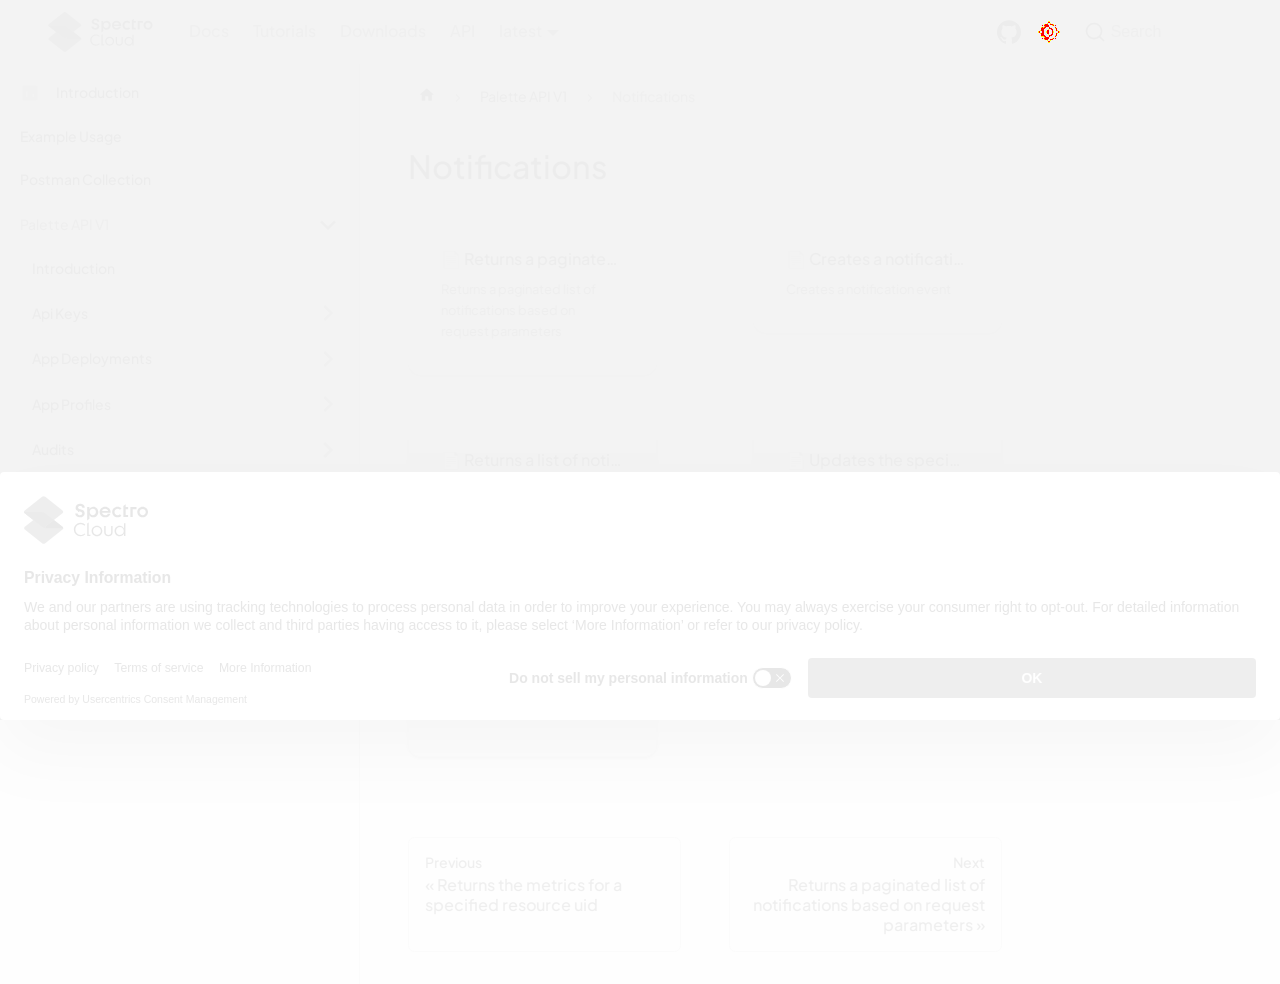 Spectro
Cloud
Docs
Tutorials
Downloads
API
latest
Search
Introduction
Example Usage
Postman Collection
Palette API V1
Introduction
Api Keys
App Deployments
App Profiles
Audits
Palette API V1
Notifications
Notifications
Returns a paginate...
Returns a paginated list of
notifications based on
request parameters
Creates a notificati...
Creates a notification event
Returns a list of noti...
Updates the speci...
Spectro
Cloud
Privacy Information
We and our partners are using tracking technologies to process personal data in order to improve your experience. You may always exercise your consumer right to opt-out. For detailed information
about personal information we collect and third parties having access to it, please select 'More Information' or refer to our privacy policy.
Privacy policy
Terms of service
More Information
Do not sell my personal information
OK
Powered by Usercentrics Consent Management
Previous
« Returns the metrics for a
specified resource uid
Next
Returns a paginated list of
notifications based on request
parameters »